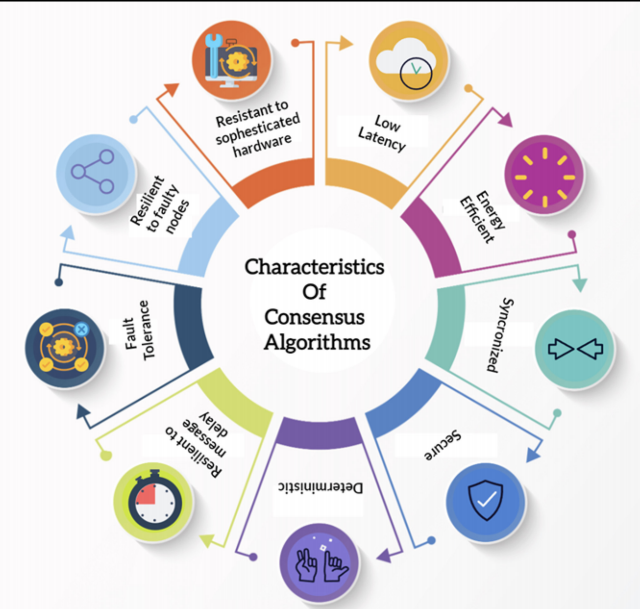 Characteristics
Of
Consensus
Algorithms
Low
Latency
Energy
Efficient
Syncronized
Secure
Deterministic
Resilient to
message
delay
Fault
Tolerance
Resilient
to faulty
nodes
Resistant to
sophesticated
hardware